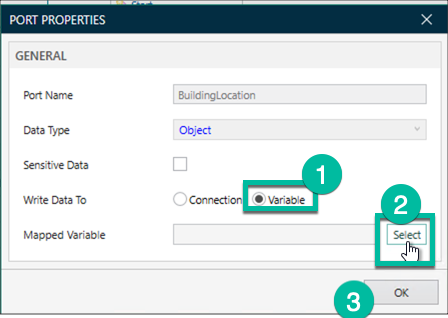 Start
PORT PROPERTIES
GENERAL
Port Name BuildingLocation
Data Type Object
Sensitive Data
1
Write Data To Connection Variable
2
Mapped Variable Select
3 OK